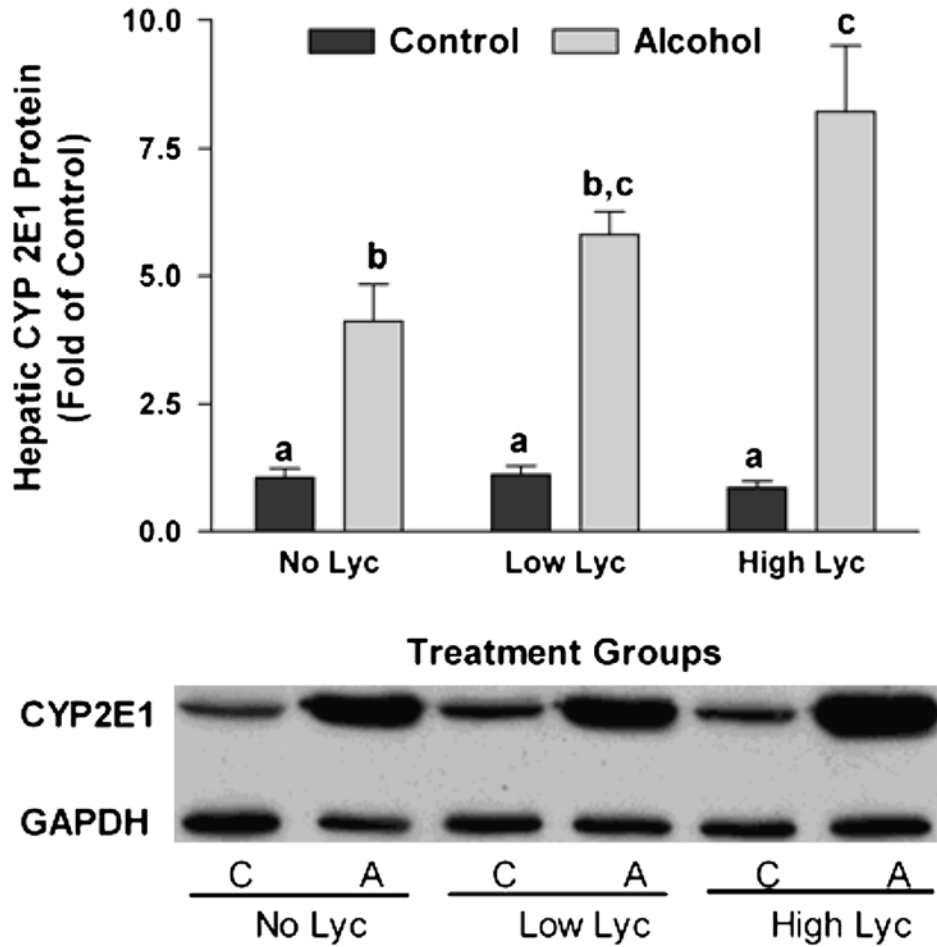 Hepatic CYP 2E1 Protein
(Fold of Control)
10.0
7.5
5.0
2.5
0.0
Control
Alcohol
a
b
a
b,c
a
c
No Lyc
Low Lyc
High Lyc
Treatment Groups
CYP2E1
GAPDH
C A C A C A
No Lyc Low Lyc High Lyc